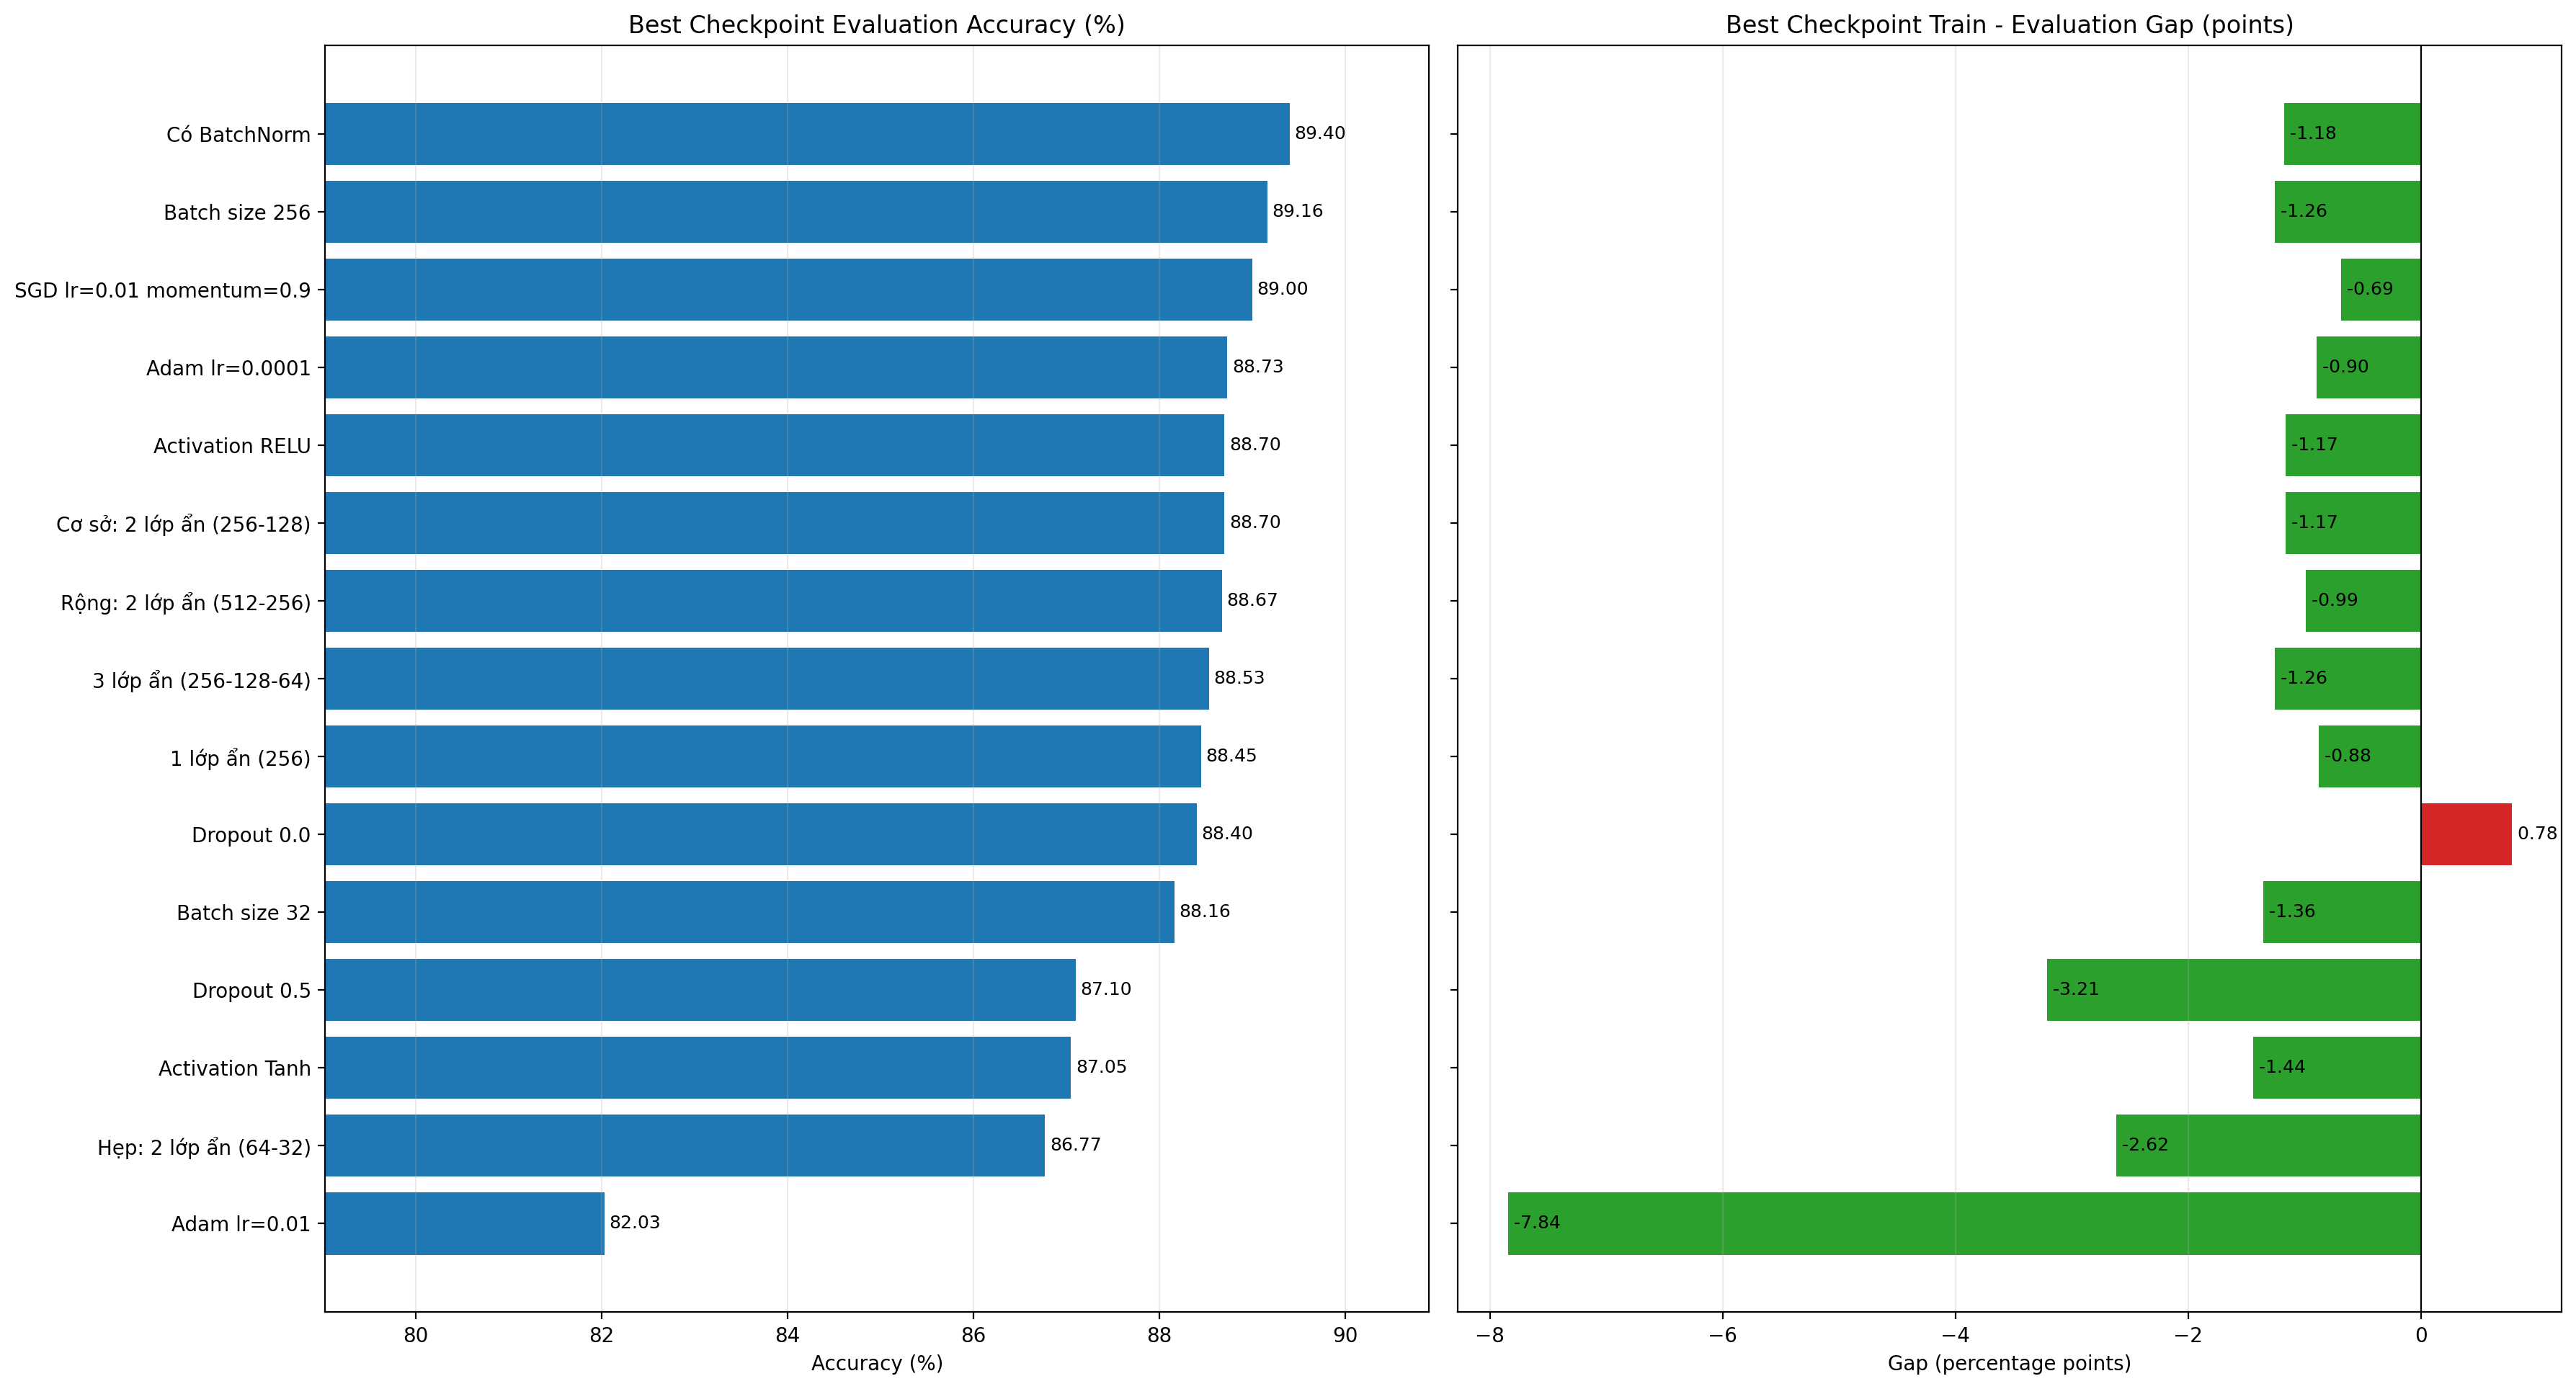 Best Checkpoint Evaluation Accuracy (%)
Có BatchNorm
89.40
Batch size 256
89.16
SGD lr=0.01 momentum=0.9
89.00
Adam lr=0.0001
88.73
Activation RELU
88.70
Cơ sở: 2 lớp ẩn (256-128)
88.70
Rộng: 2 lớp ẩn (512-256)
88.67
3 lớp ẩn (256-128-64)
88.53
1 lớp ẩn (256)
88.45
Dropout 0.0
88.40
Batch size 32
88.16
Dropout 0.5
87.10
Activation Tanh
87.05
Hẹp: 2 lớp ẩn (64-32)
86.77
Adam lr=0.01
82.03
80 82 84 86 88 90
Accuracy (%)
Best Checkpoint Train - Evaluation Gap (points)
-1.18
-1.26
-0.69
-0.90
-1.17
-1.17
-0.99
-1.26
-0.88
0.78
-1.36
-3.21
-1.44
-2.62
-7.84
−8 −6 −4 −2 0
Gap (percentage points)